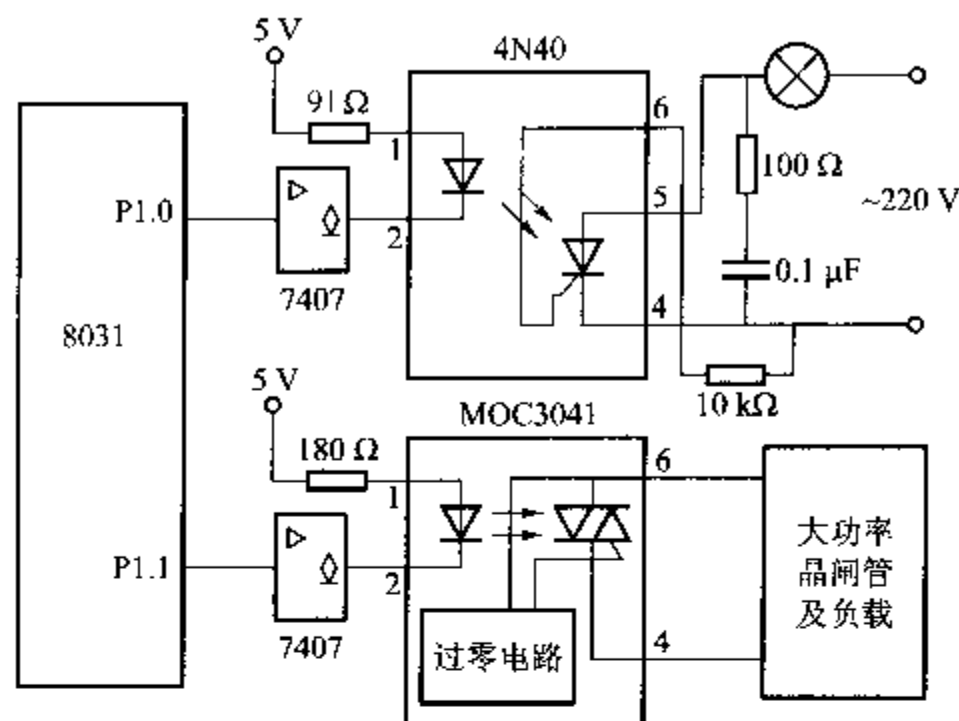 5 V
4N40
91 Ω
1
6
P1.0
2
7407
5
100 Ω
~220 V
0.1 μF
4
8031
10 kΩ
5 V
MOC3041
180 Ω
1
6
P1.1
2
7407
过零电路
4
大功率
晶闸管
及负载